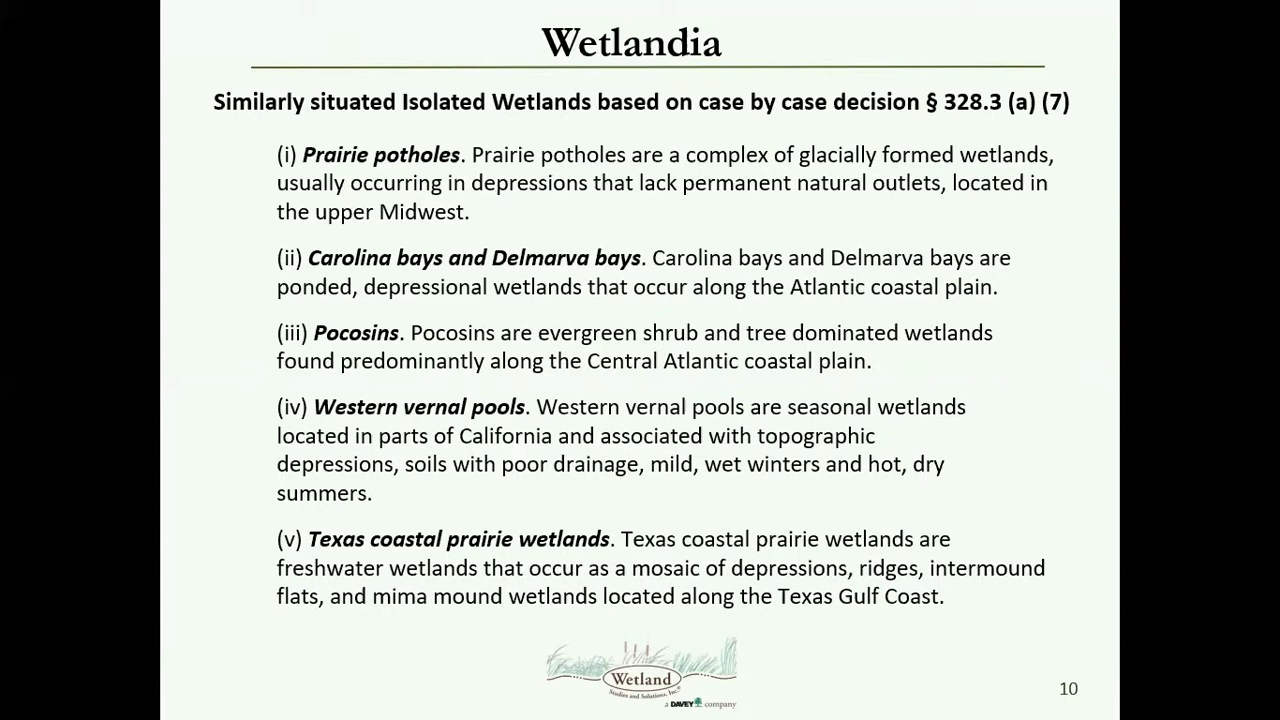 Wetlandia
Similarly situated Isolated Wetlands based on case by case decision § 328.3 (a) (7)
(i) Prairie potholes. Prairie potholes are a complex of glacially formed wetlands,
usually occurring in depressions that lack permanent natural outlets, located in
the upper Midwest.
(ii) Carolina bays and Delmarva bays. Carolina bays and Delmarva bays are
ponded, depressional wetlands that occur along the Atlantic coastal plain.
(iii) Pocosins. Pocosins are evergreen shrub and tree dominated wetlands
found predominantly along the Central Atlantic coastal plain.
(iv) Western vernal pools. Western vernal pools are seasonal wetlands
located in parts of California and associated with topographic
depressions, soils with poor drainage, mild, wet winters and hot, dry
summers.
(v) Texas coastal prairie wetlands. Texas coastal prairie wetlands are
freshwater wetlands that occur as a mosaic of depressions, ridges, intermound
flats, and mima mound wetlands located along the Texas Gulf Coast.
Wetland
Studies and Solutions, Inc.®
a DAVEY company
10